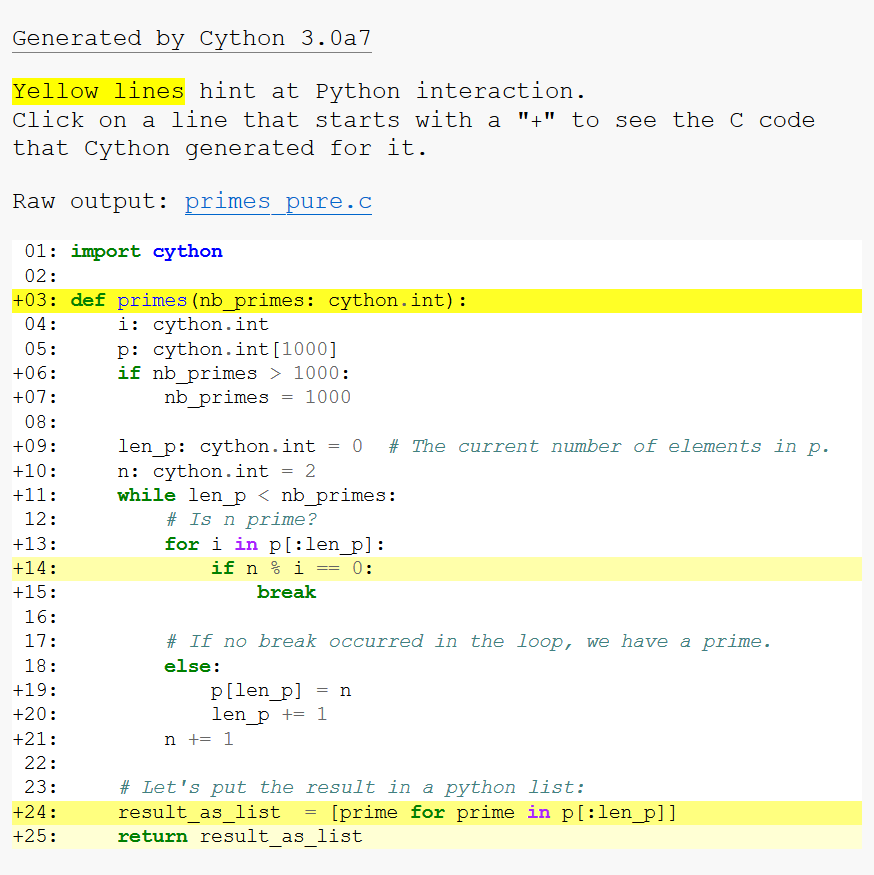 Generated by Cython 3.0a7
Yellow lines hint at Python interaction.
Click on a line that starts with a "+" to see the C code
that Cython generated for it.
Raw output: primes_pure.c
 01: import cython
 02:
+03: def primes(nb_primes: cython.int):
 04:     i: cython.int
 05:     p: cython.int[1000]
+06:     if nb_primes > 1000:
+07:         nb_primes = 1000
 08:
+09:     len_p: cython.int = 0  # The current number of elements in p.
+10:     n: cython.int = 2
+11:     while len_p < nb_primes:
 12:         # Is n prime?
+13:         for i in p[:len_p]:
+14:             if n % i == 0:
+15:                 break
 16:
 17:         # If no break occurred in the loop, we have a prime.
 18:         else:
+19:             p[len_p] = n
+20:             len_p += 1
+21:         n += 1
 22:
 23:     # Let's put the result in a python list:
+24:     result_as_list  = [prime for prime in p[:len_p]]
+25:     return result_as_list